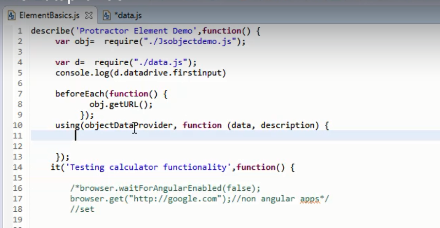 ElementBasics.js *data.js
1 describe('Protractor Element Demo',function() {
2 var obj= require("./Jsobjectdemo.js");
3
4 var d= require("./data.js");
5 console.log(d.datadrive.firstinput)
6
7 beforeEach(function() {
8 obj.getURL();
9 });
10 using(objectDataProvider, function (data, description) {
11
12
13 });
14 it('Testing calculator functionality',function() {
15
16 /*browser.waitForAngularEnabled(false);
17 browser.get("http://google.com");//non angular apps*/
18 //set
19